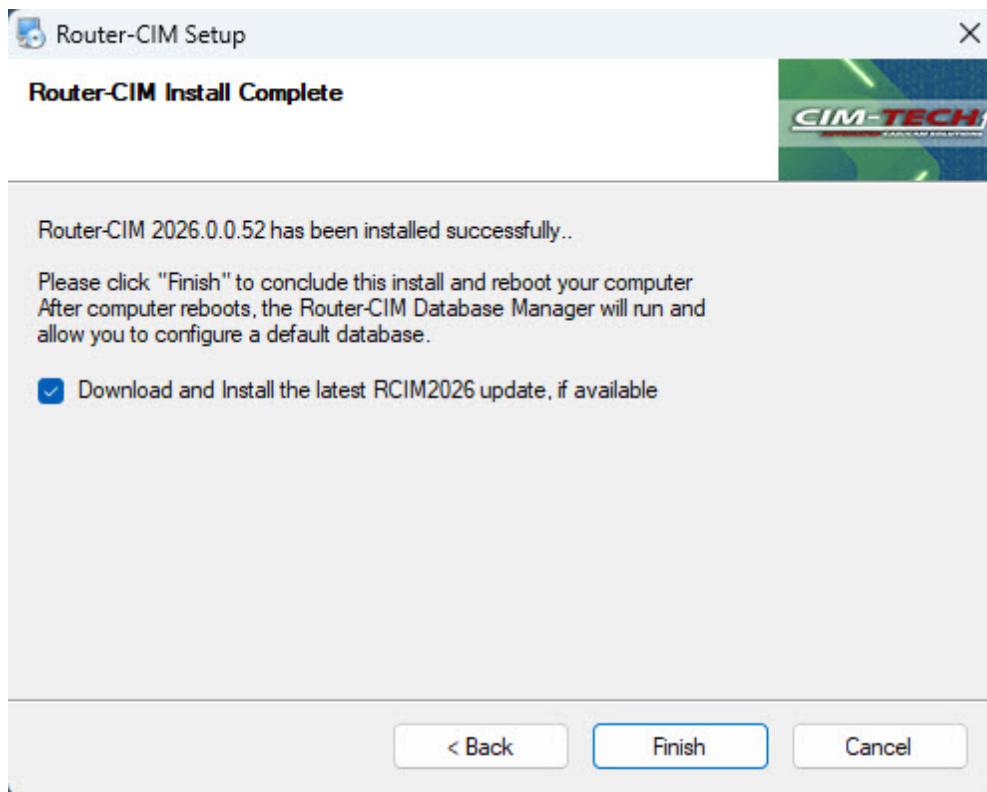 Router-CIM Setup
Router-CIM Install Complete
CIM-TECH
Router-CIM 2026.0.0.52 has been installed successfully..
Please click "Finish" to conclude this install and reboot your computer
After computer reboots, the Router-CIM Database Manager will run and
allow you to configure a default database.
Download and Install the latest RCIM2026 update, if available
< Back
Finish
Cancel